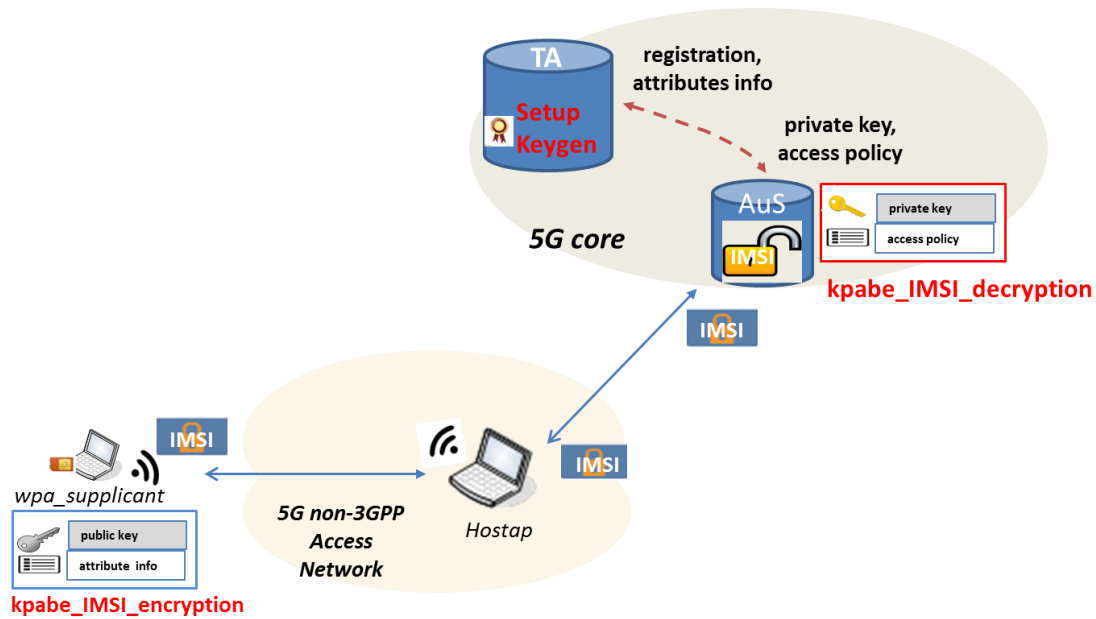 TA
Setup
Keygen
registration,
attributes info
private key,
access policy
AuS
IMSI
private key
access policy
5G core
kpabe_IMSI_decryption
IMSI
IMSI
IMSI
wpa_supplicant
5G non-3GPP
Access
Network
Hostap
public key
attribute info
kpabe_IMSI_encryption